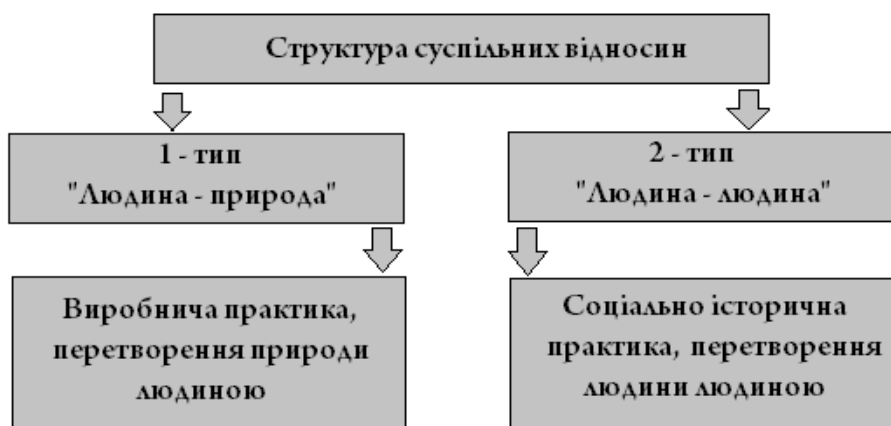 Структура суспільних відносин
1 - тип
"Людина - природа"
2 - тип
"Людина - людина"
Виробнича практика,
перетворення природи
людиною
Соціально історична
практика, перетворення
людини людиною